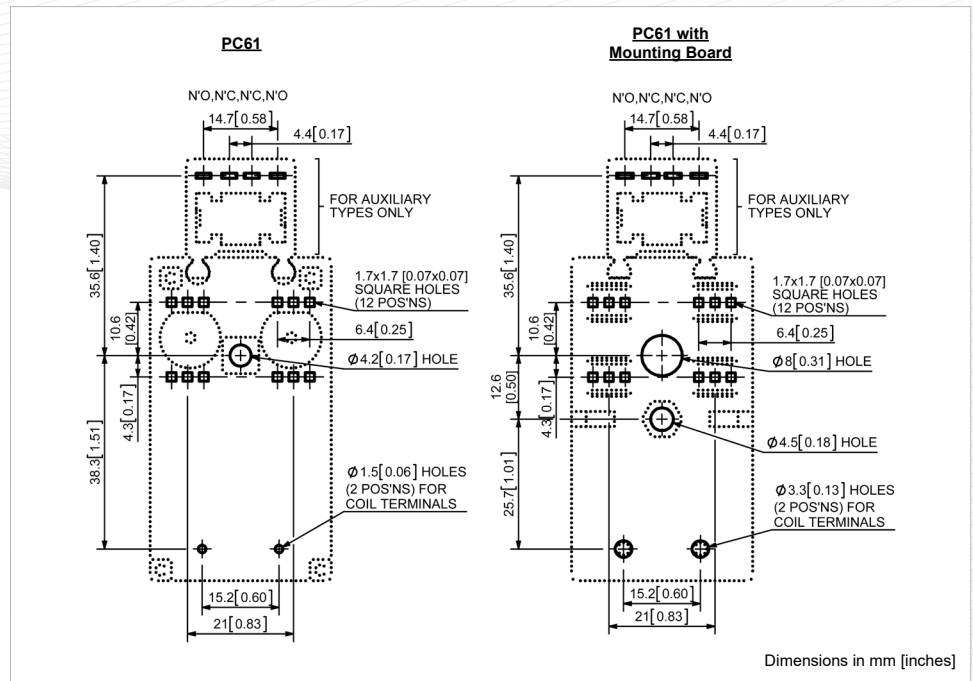 PC61
N'O,N'C,N'C,N'O
14.7[0.58]
4.4[0.17]
FOR AUXILIARY
TYPES ONLY
35.6[1.40]
1.7x1.7 [0.07x0.07]
SQUARE HOLES
(12 POS'NS)
10.6
[0.42]
6.4[0.25]
Ø4.2[0.17] HOLE
4.3[0.17]
38.3[1.51]
Ø1.5[0.06] HOLES
(2 POS'NS) FOR
COIL TERMINALS
15.2[0.60]
21[0.83]
PC61 with
Mounting Board
N'O,N'C,N'C,N'O
14.7[0.58]
4.4[0.17]
FOR AUXILIARY
TYPES ONLY
35.6[1.40]
1.7x1.7 [0.07x0.07]
SQUARE HOLES
(12 POS'NS)
10.6
[0.42]
6.4[0.25]
Ø8[0.31] HOLE
12.6
[0.50]
4.3[0.17]
Ø4.5[0.18] HOLE
25.7[1.01]
Ø3.3[0.13] HOLES
(2 POS'NS) FOR
COIL TERMINALS
15.2[0.60]
21[0.83]
Dimensions in mm [inches]